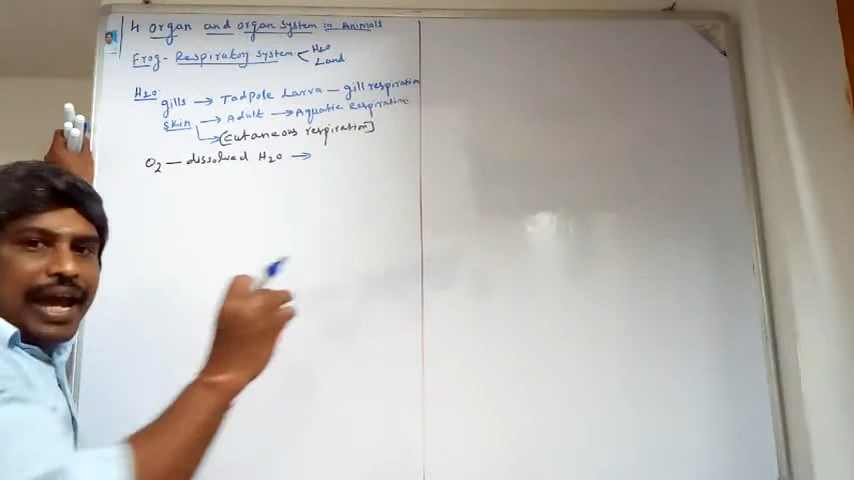 4 Organ and organ System in Animals
Frog - Respiratory System < H2O
Land
H2O:
gills → Tadpole Larva — gill respiration
Skin → Adult → Aquatic Respiration
→ [cutaneous respiration]
O2 — dissolved H2O →